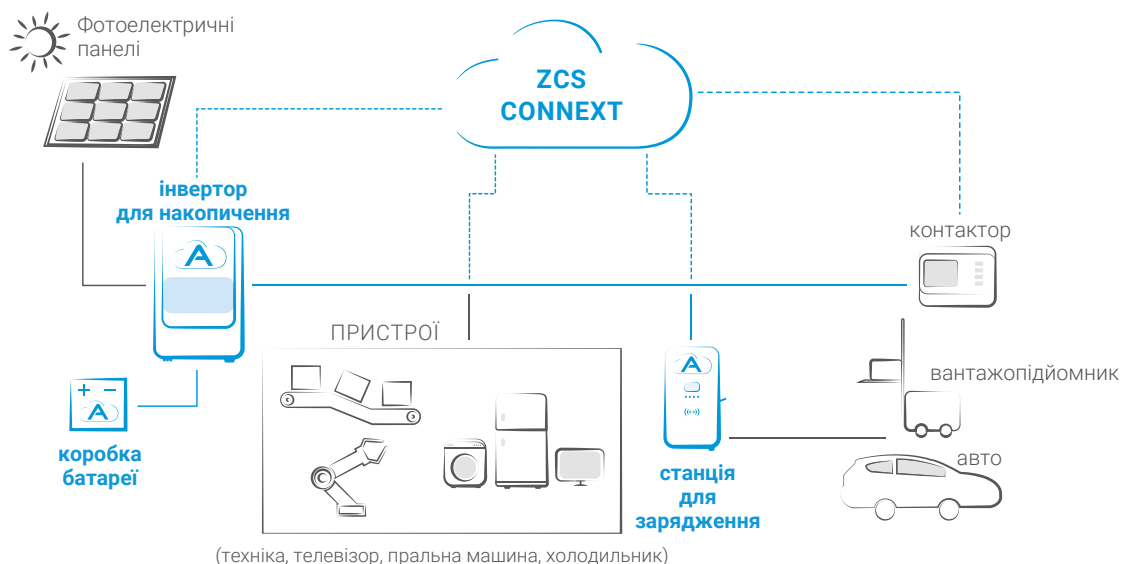 Фотоелектричні
панелі
ZCS
CONNEXT
інвертор
для накопичення
контактор
ПРИСТРОЇ
вантажопідйомник
коробка
батареї
авто
станція
для
зарядження
(техніка, телевізор, пральна машина, холодильник)